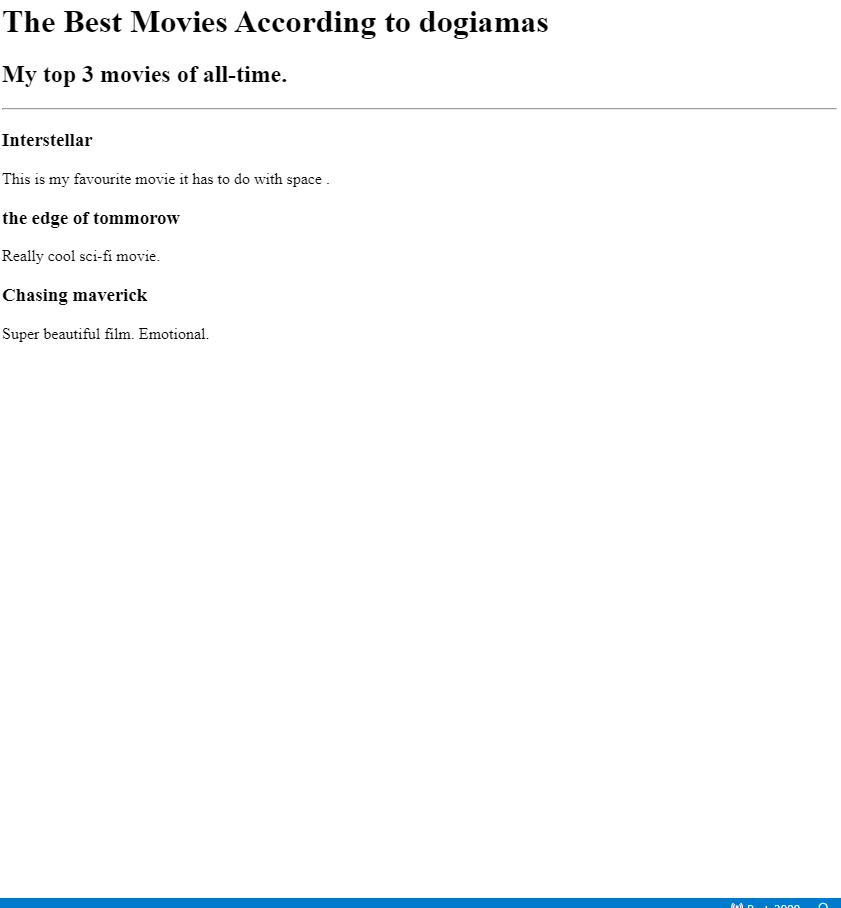 The Best Movies According to dogiamas
My top 3 movies of all-time.
Interstellar
This is my favourite movie it has to do with space .
the edge of tommorow
Really cool sci-fi movie.
Chasing maverick
Super beautiful film. Emotional.